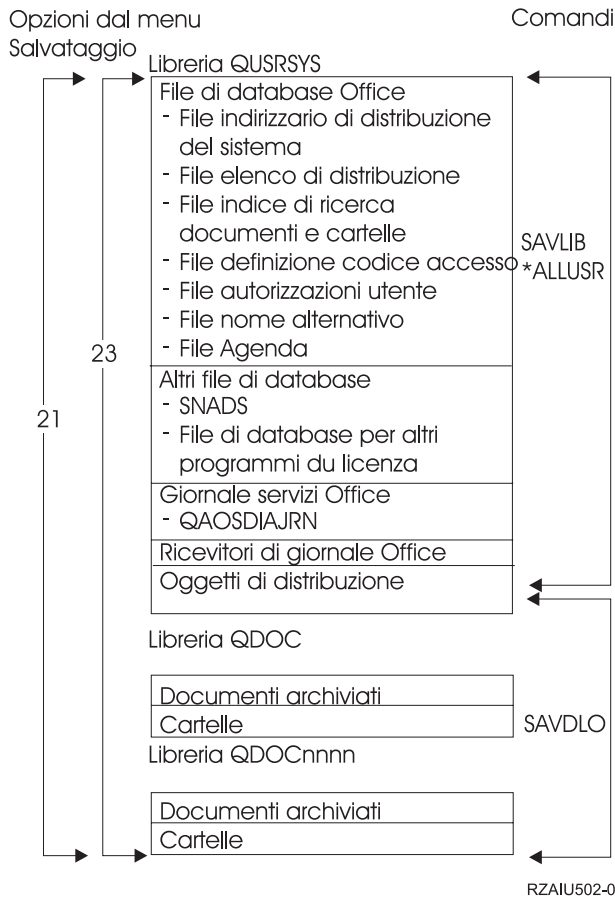 Opzioni dal menu
Salvataggio
Comandi
Libreria QUSRSYS
File di database Office
- File indirizzario di distribuzione
del sistema
- File elenco di distribuzione
- File indice di ricerca
documenti e cartelle
- File definizione codice accesso
- File autorizzazioni utente
- File nome alternativo
- File Agenda
SAVLIB
*ALLUSR
23
21
Altri file di database
- SNADS
- File di database per altri
programmi du licenza
Giornale servizi Office
- QAOSDIAJRN
Ricevitori di giornale Office
Oggetti di distribuzione
Libreria QDOC
Documenti archiviati
Cartelle
SAVDLO
Libreria QDOCnnnn
Documenti archiviati
Cartelle
RZAIU502-0